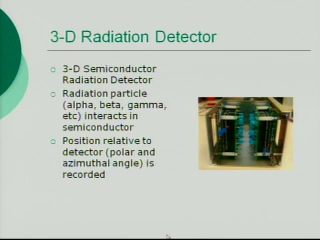 3-D Radiation Detector
3-D Semiconductor
Radiation Detector
Radiation particle
(alpha, beta, gamma,
etc) interacts in
semiconductor
Position relative to
detector (polar and
azimuthal angle) is
recorded